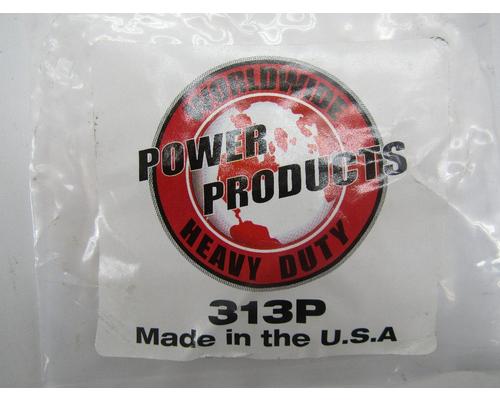 WORLDWIDE
POWER
PRODUCTS
HEAVY DUTY
313P
Made in the U.S.A